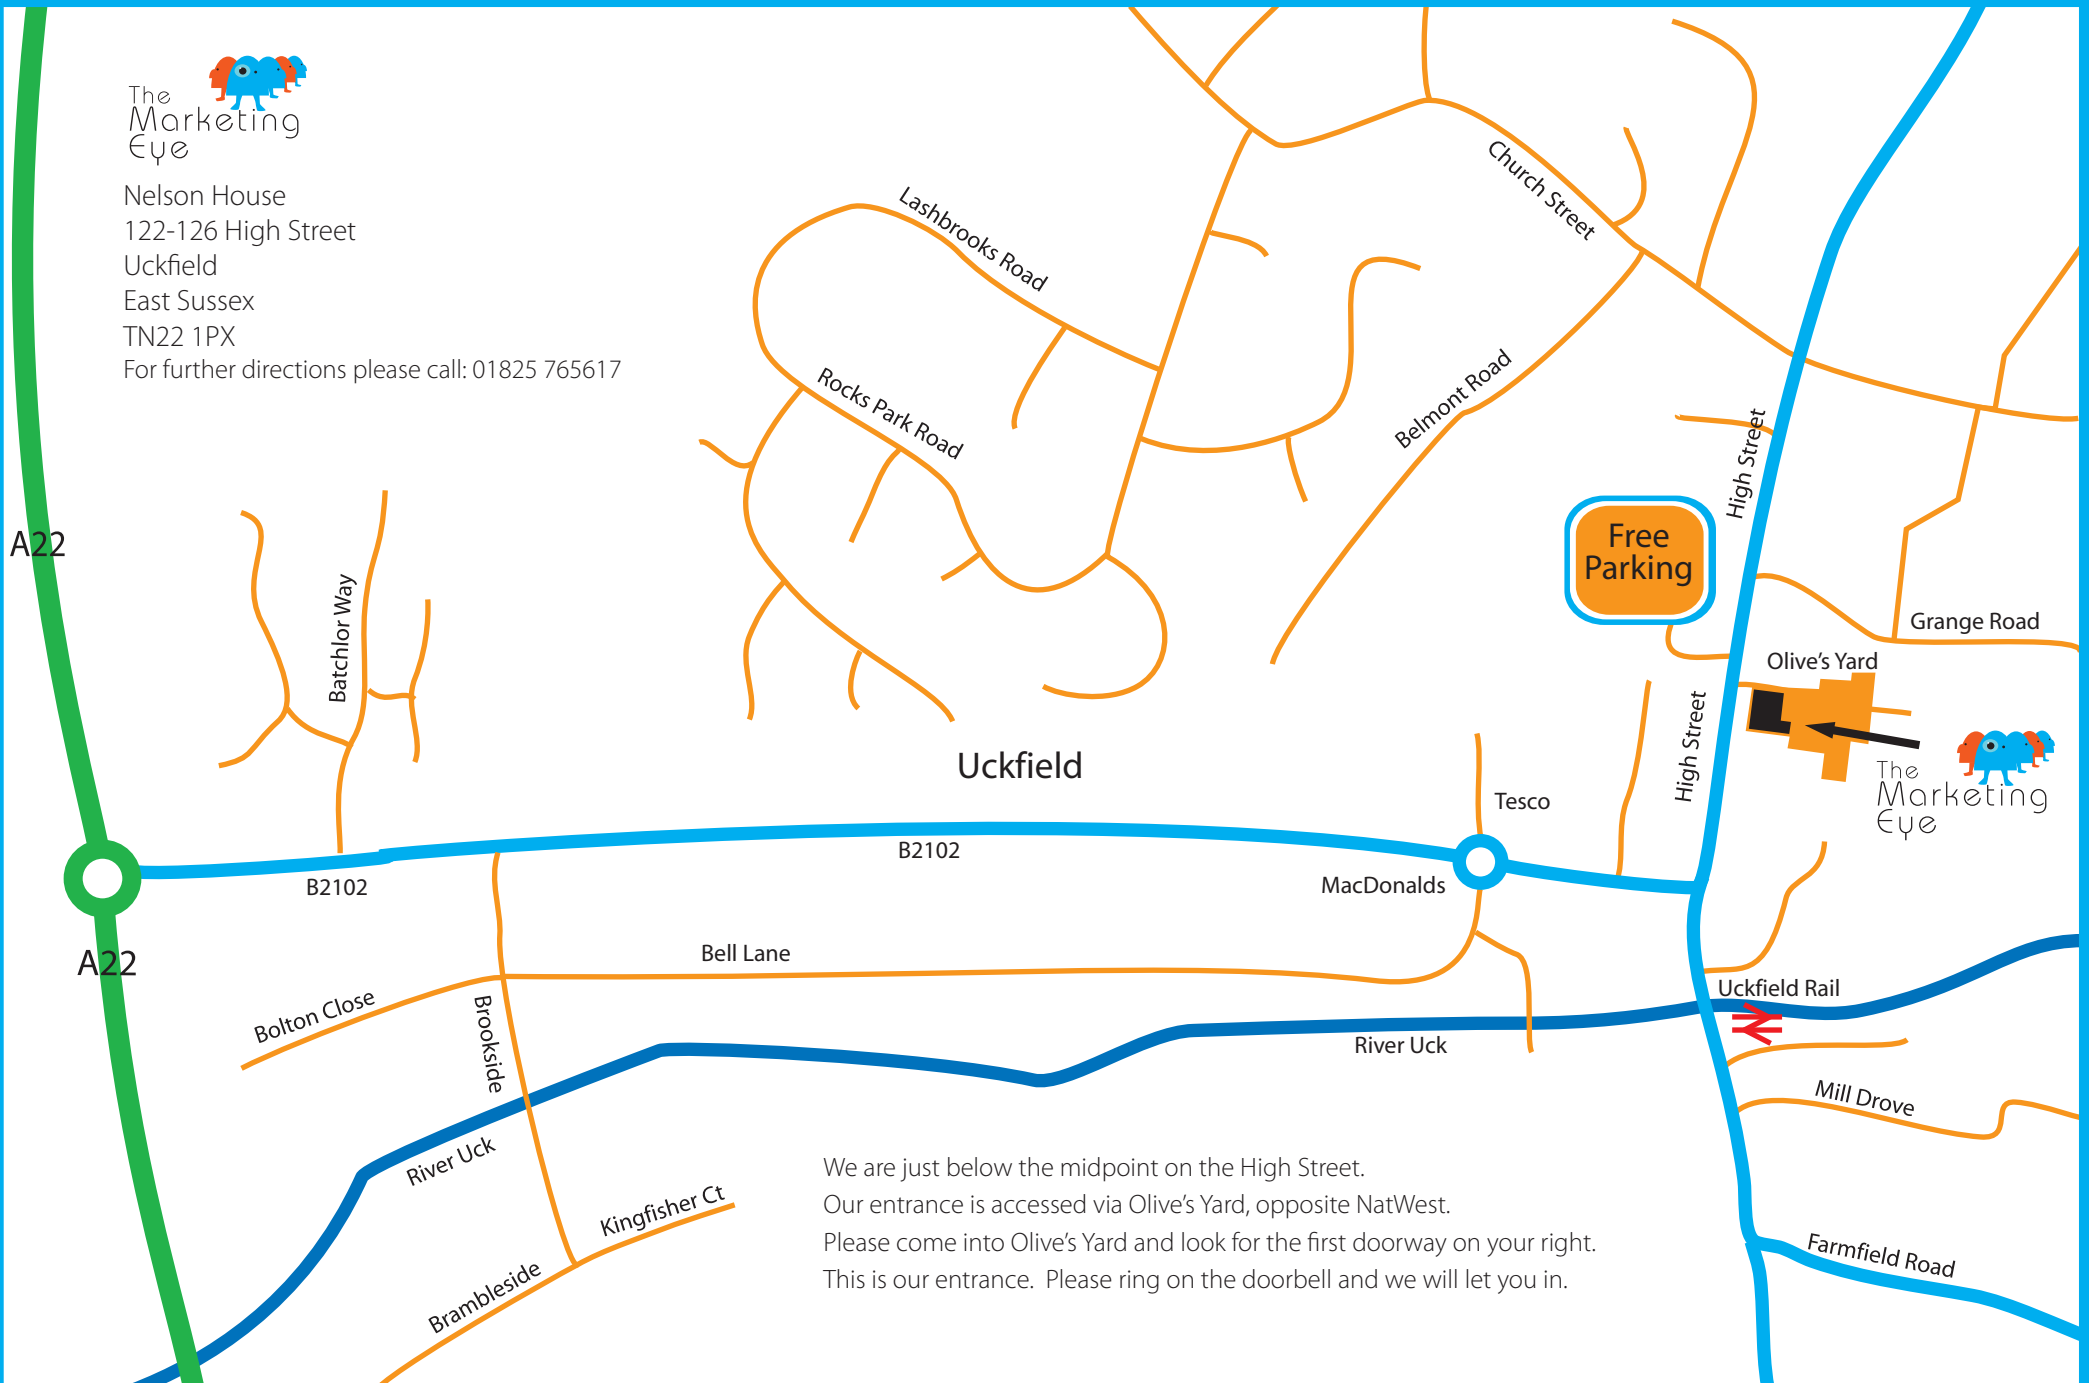 The
Marketing
Eye
Nelson House
122-126 High Street
Uckfield
East Sussex
TN22 1PX
For further directions please call: 01825 765617
Church Street
Lashbrooks Road
Rocks Park Road
Belmont Road
High Street
Free
Parking
A22
Batchlor Way
Grange Road
Olive's Yard
High Street
The
Marketing
Eye
Uckfield
Tesco
B2102
B2102
MacDonalds
A22
Bell Lane
Bolton Close
Brookside
Uckfield Rail
River Uck
Mill Drove
River Uck
Kingfisher Ct
Brambleside
Farmfield Road
We are just below the midpoint on the High Street.
Our entrance is accessed via Olive's Yard, opposite NatWest.
Please come into Olive's Yard and look for the first doorway on your right.
This is our entrance.  Please ring on the doorbell and we will let you in.